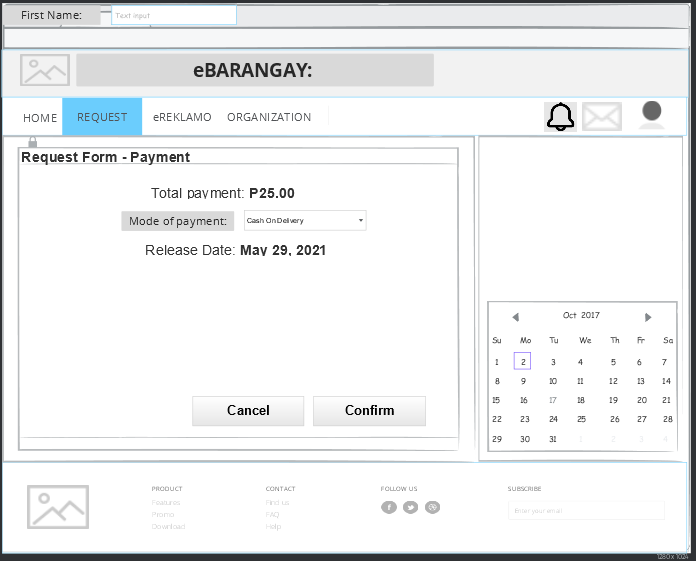 First Name:
Text input
eBARANGAY:
HOME
REQUEST
eREKLAMO
ORGANIZATION
Request Form - Payment
Total payment: P25.00
Mode of payment:
Cash On Delivery
Release Date: May 29, 2021
Cancel
Confirm
Oct 2017
Su Mo Tu We Th Fr Sa
1 2 3 4 5 6 7
8 9 10 11 12 13 14
15 16 17 18 19 20 21
22 23 24 25 26 27 28
29 30 31 1 2 3 4
PRODUCT
Features
Promo
Download
CONTACT
Find us
FAQ
Help
FOLLOW US
SUBSCRIBE
Enter your email
1280 x 1024